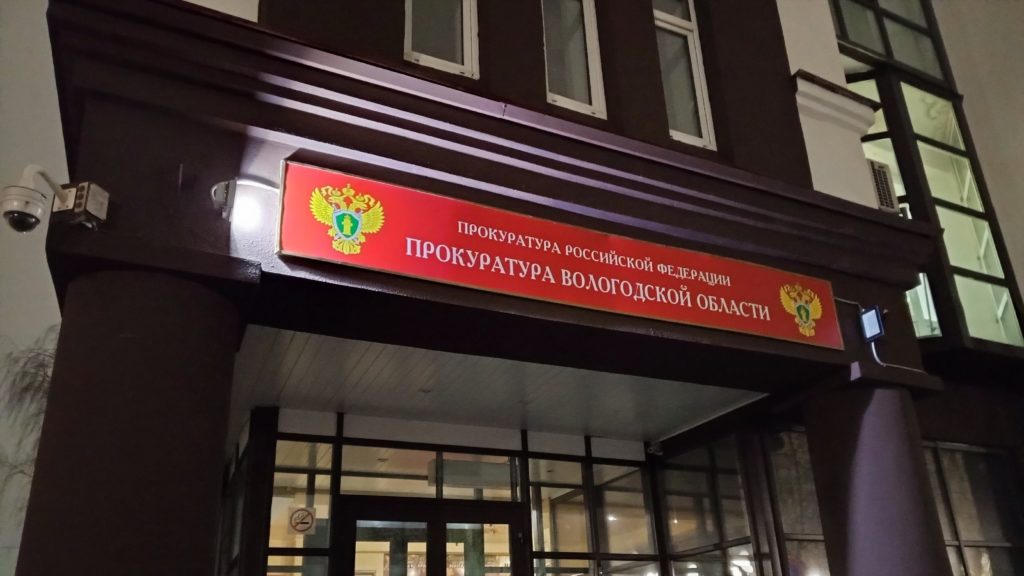 ПРОКУРАТУРА РОССИЙСКОЙ ФЕДЕРАЦИИ
ПРОКУРАТУРА ВОЛОГОДСКОЙ ОБЛАСТИ